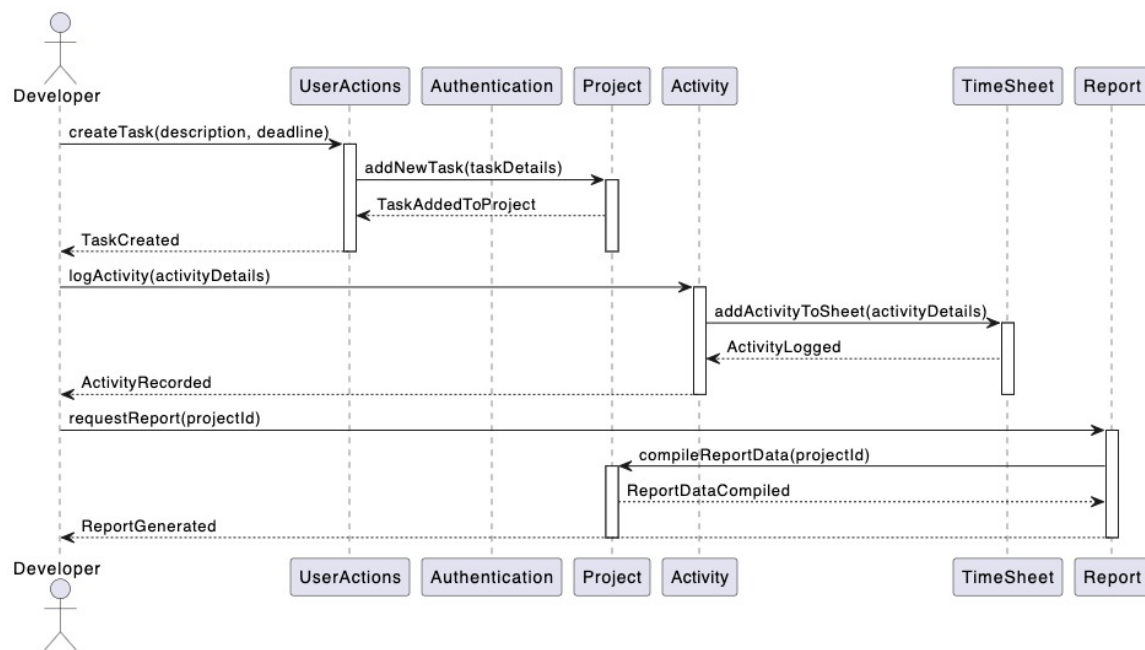 Developer
UserActions
Authentication
Project
Activity
TimeSheet
Report
createTask(description, deadline)
addNewTask(taskDetails)
TaskAddedToProject
TaskCreated
logActivity(activityDetails)
addActivityToSheet(activityDetails)
ActivityLogged
ActivityRecorded
requestReport(projectId)
compileReportData(projectId)
ReportDataCompiled
ReportGenerated
Developer
UserActions
Authentication
Project
Activity
TimeSheet
Report